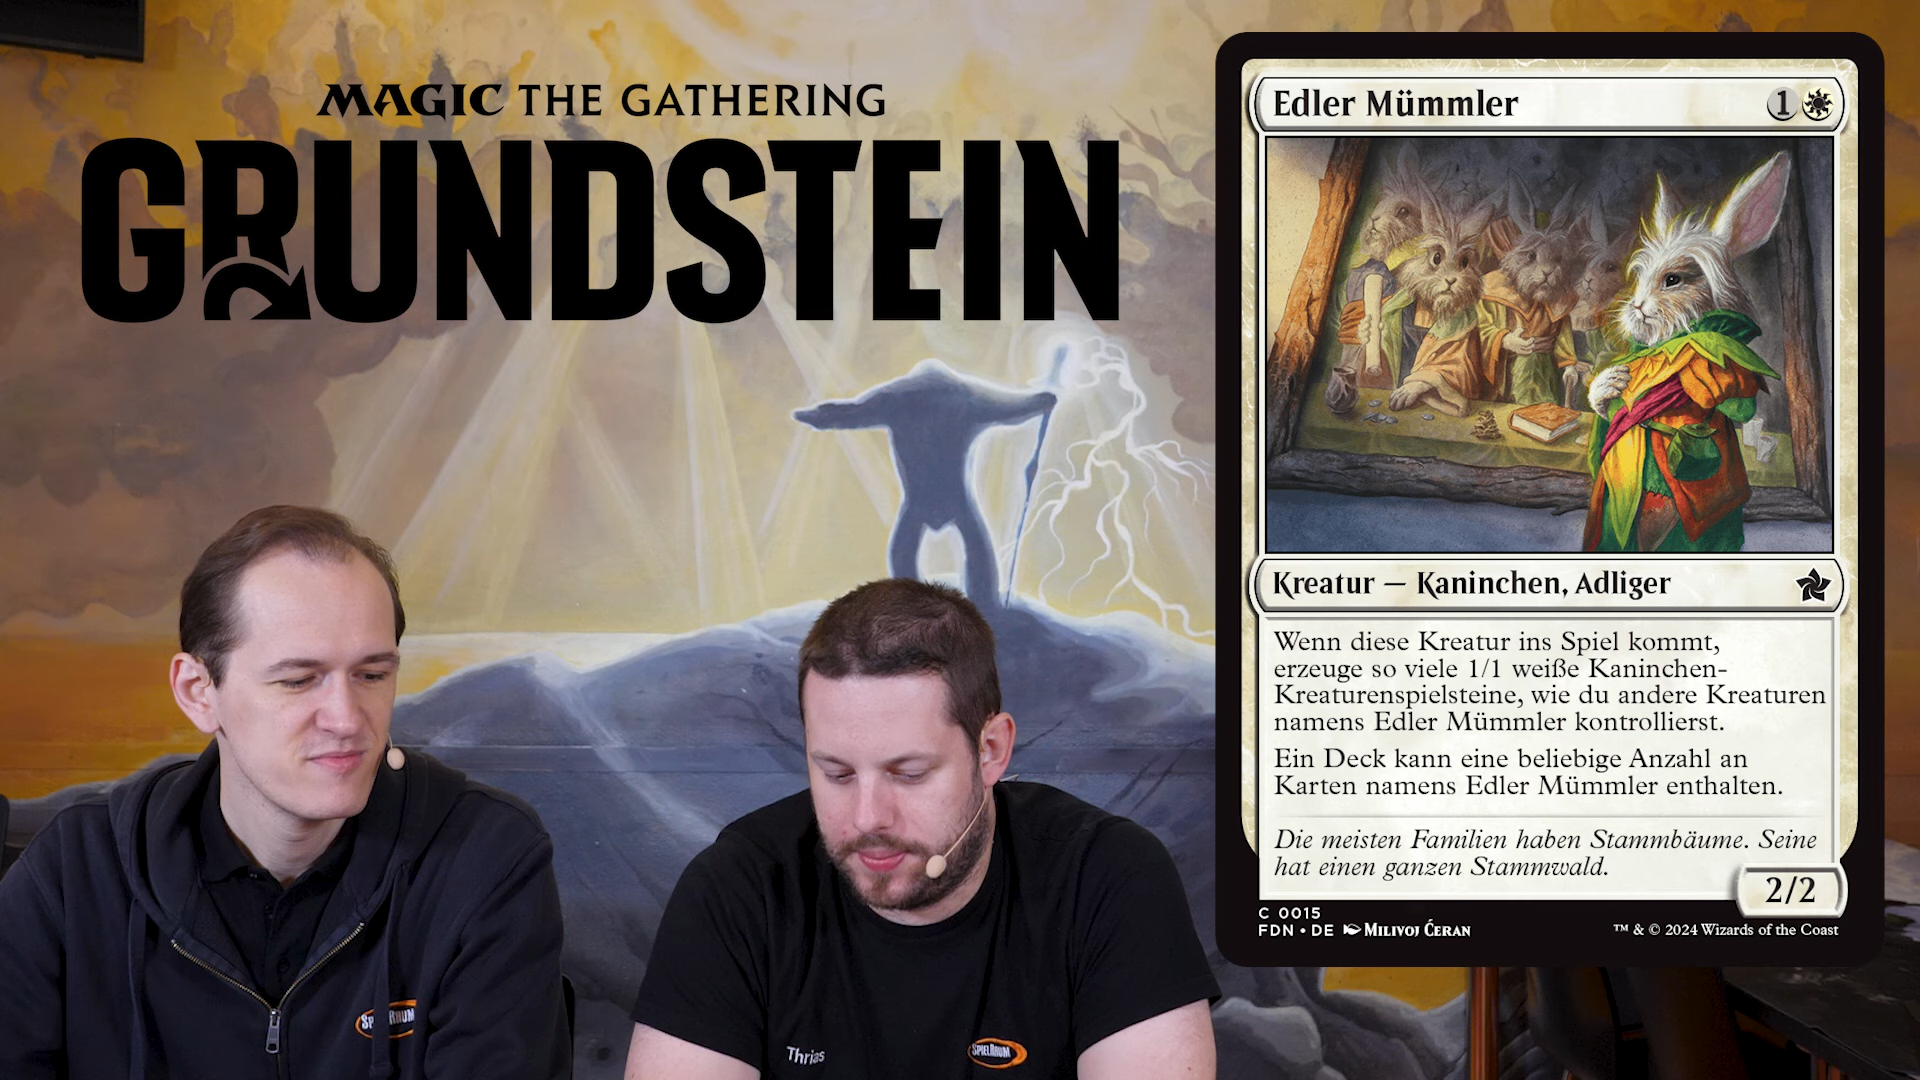 MAGIC THE GATHERING
GRUNDSTEIN
Edler Mümmler
1
Kreatur — Kaninchen, Adliger
Wenn diese Kreatur ins Spiel kommt,
erzeuge so viele 1/1 weiße Kaninchen-
Kreaturenspielsteine, wie du andere Kreaturen
namens Edler Mümmler kontrollierst.
Ein Deck kann eine beliebige Anzahl an
Karten namens Edler Mümmler enthalten.
Die meisten Familien haben Stammbäume. Seine
hat einen ganzen Stammwald.
2/2
C 0015
FDN • DE Milivoj Ćeran
™ & © 2024 Wizards of the Coast
SPIELRAUM
Thrias
SPIELRAUM